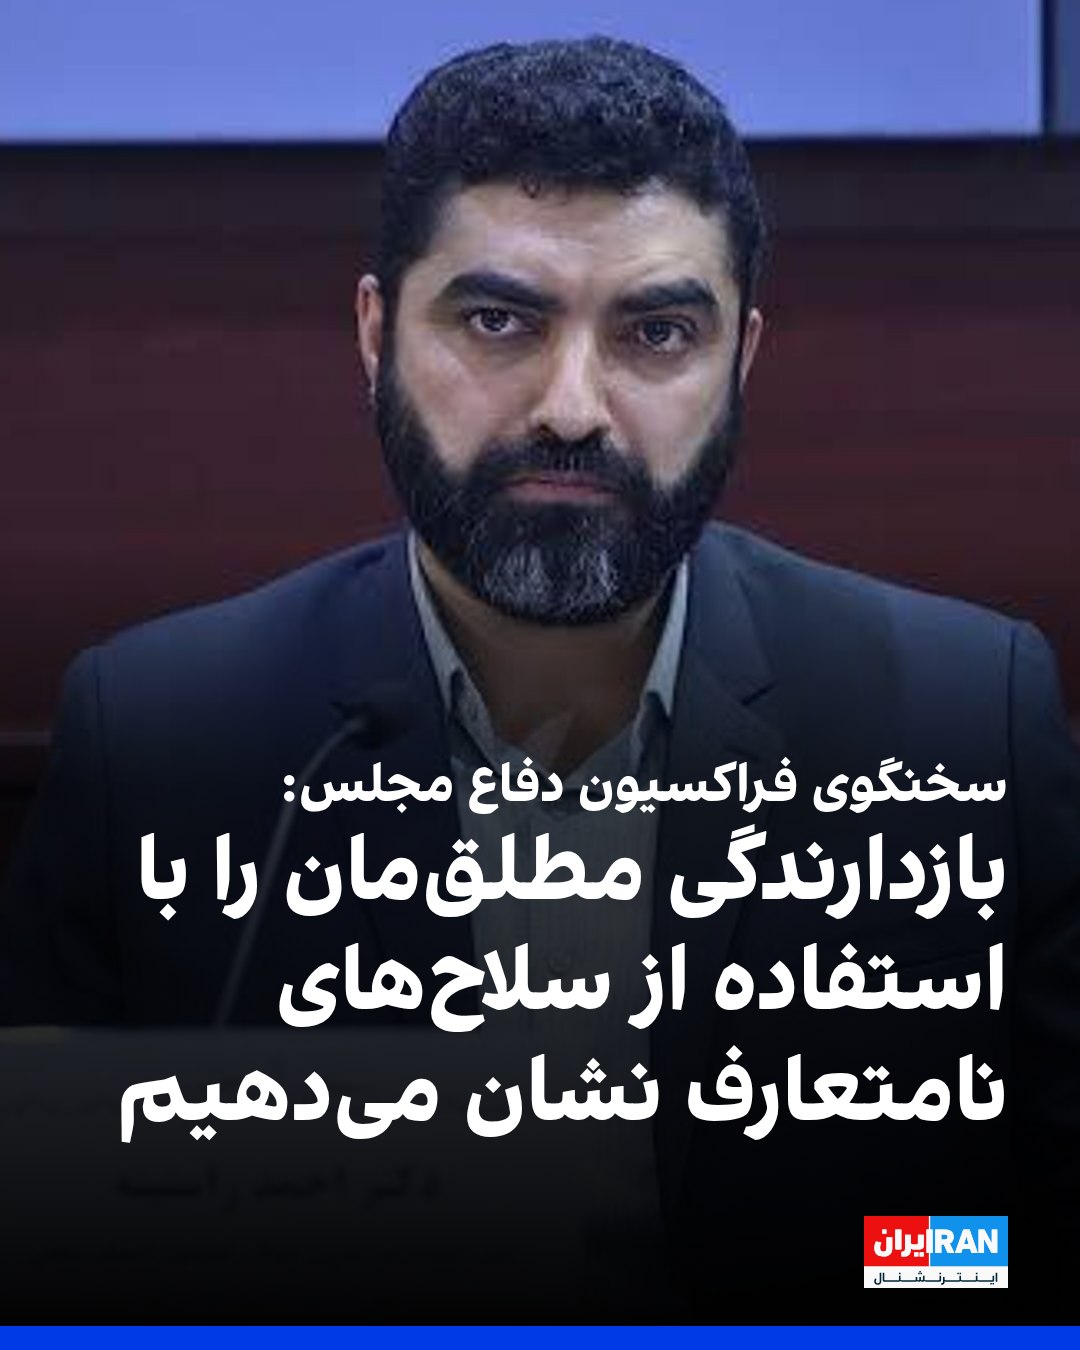 سخنگوی فراکسیون دفاع مجلس:
بازدارندگی مطلق‌مان را با
استفاده از سلاح‌های
نامتعارف نشان می‌دهیم
ایران IRAN
اینترنشنال